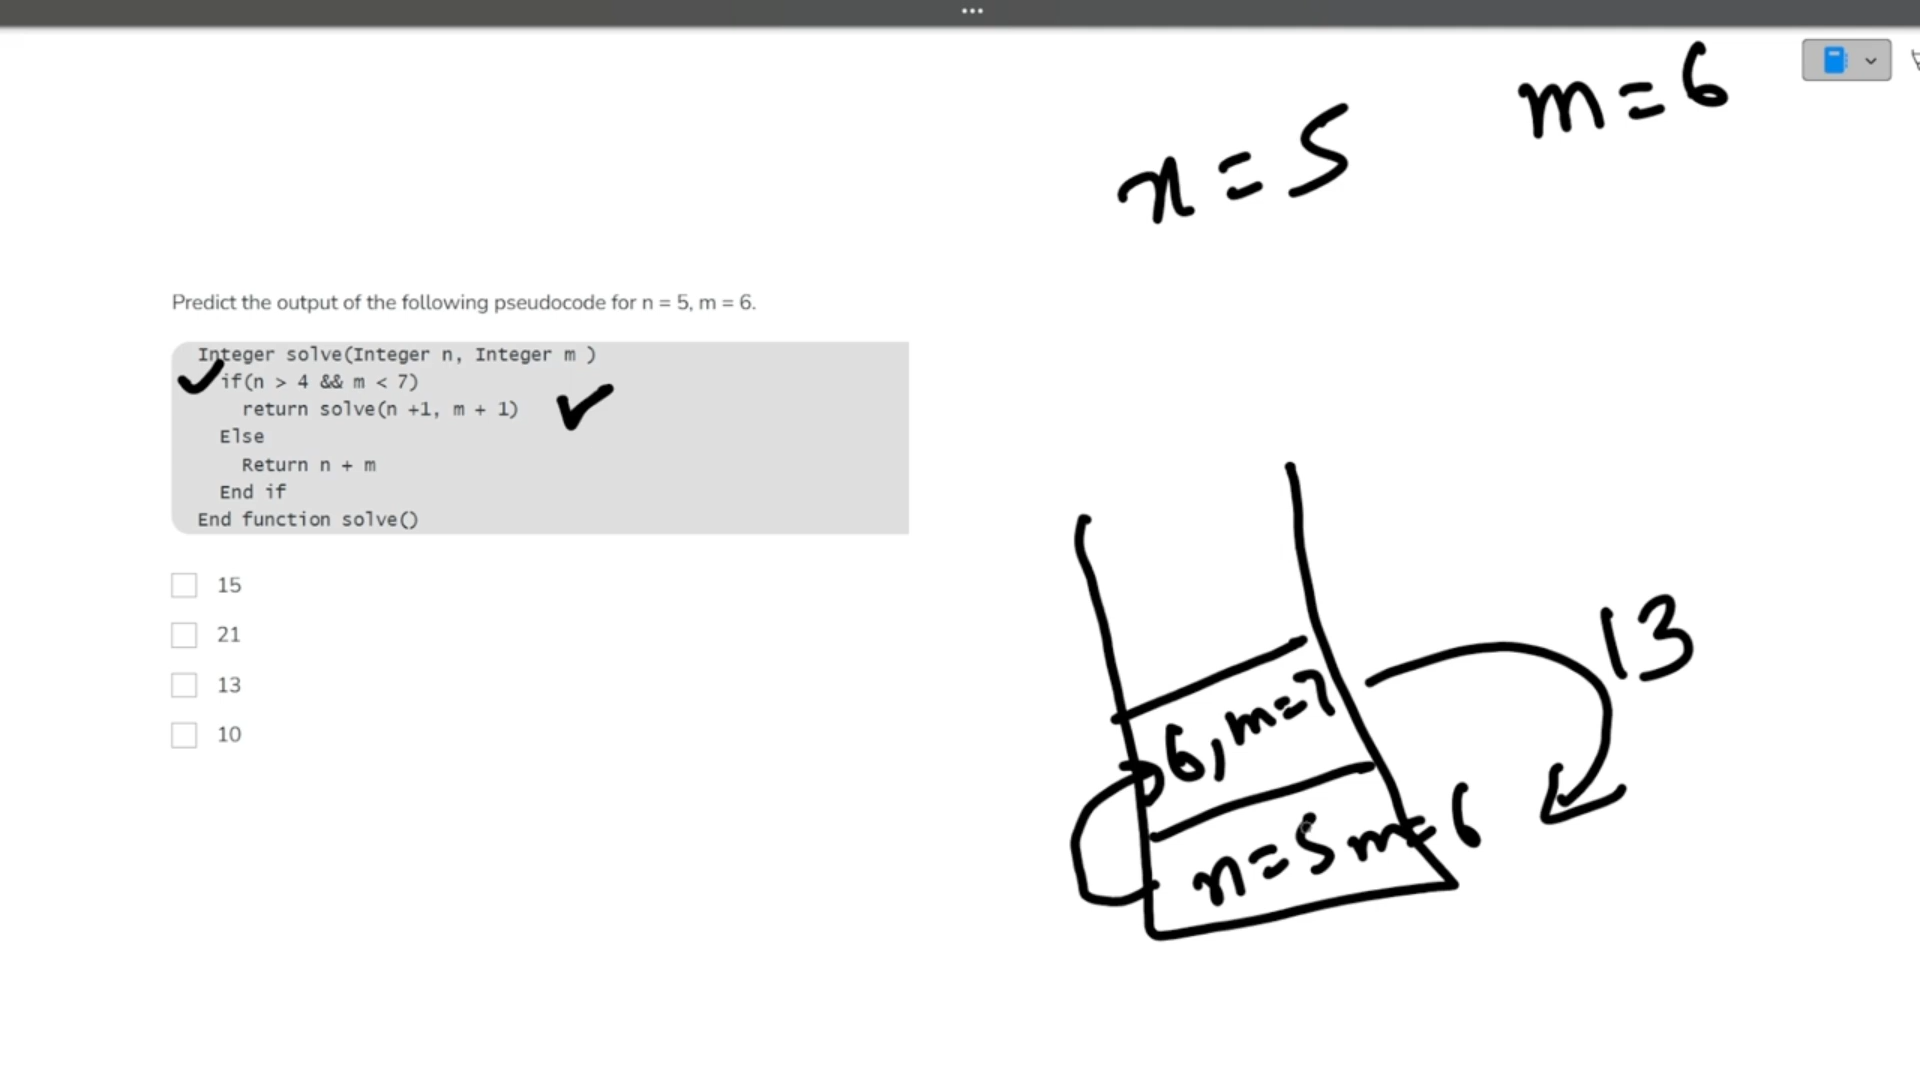 n=5 m=6
Predict the output of the following pseudocode for n = 5, m = 6.
Integer solve(Integer n, Integer m )
if(n > 4 && m < 7)
return solve(n +1, m + 1)
Else
Return n + m
End if
End function solve()
15
21
13
10
13
6, m=7
n=5 m=6